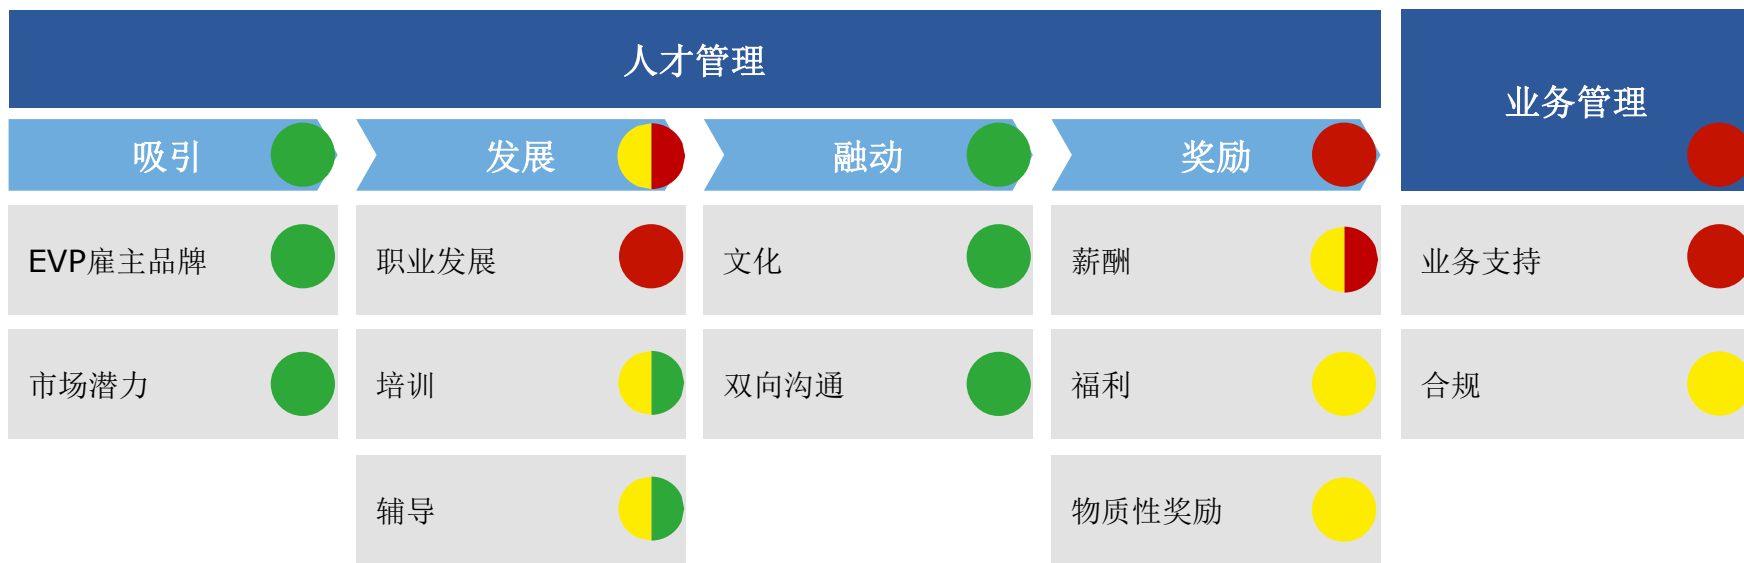 人才管理
业务管理
吸引
发展
融动
奖励
EVP雇主品牌
职业发展
文化
薪酬
业务支持
市场潜力
培训
双向沟通
福利
合规
辅导
物质性奖励